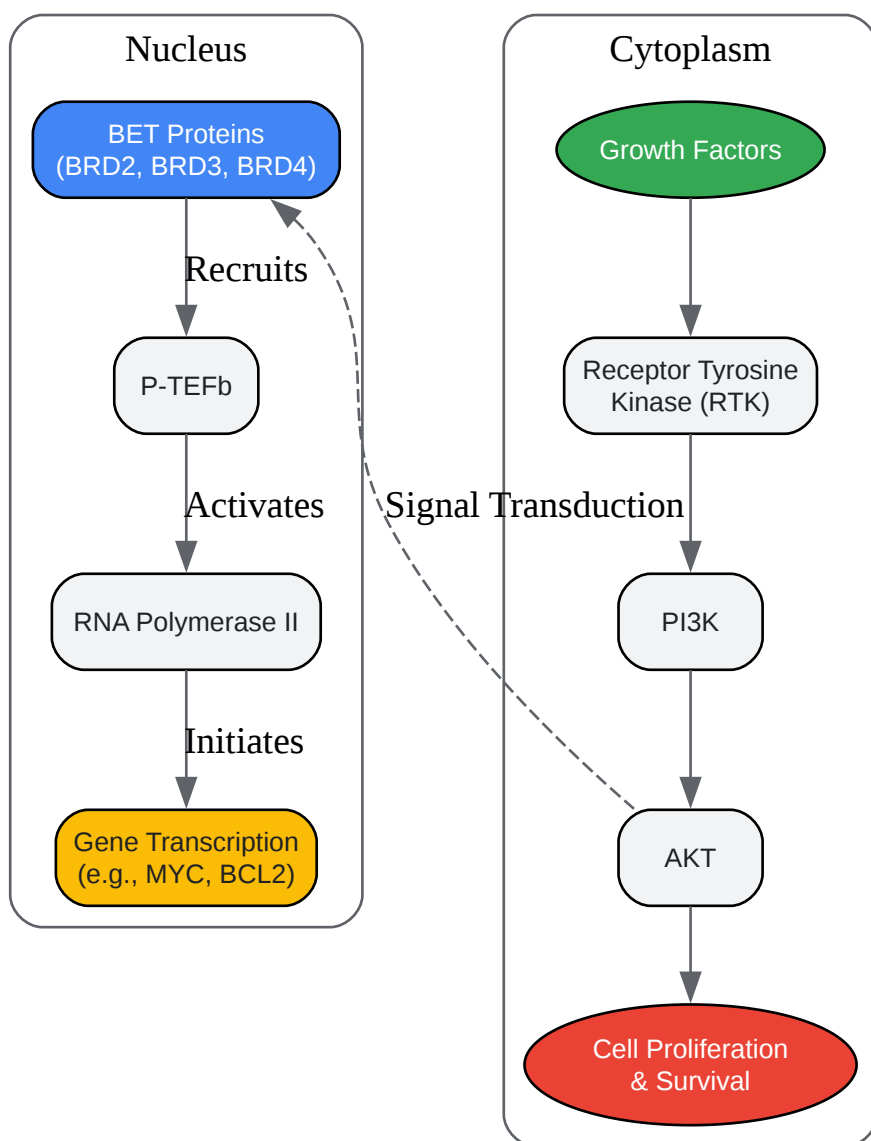 Nucleus
BET Proteins
(BRD2, BRD3, BRD4)
Recruits
P-TEFb
Activates
RNA Polymerase II
Initiates
Gene Transcription
(e.g., MYC, BCL2)
Signal Transduction
Cytoplasm
Growth Factors
Receptor Tyrosine
Kinase (RTK)
PI3K
AKT
Cell Proliferation
& Survival